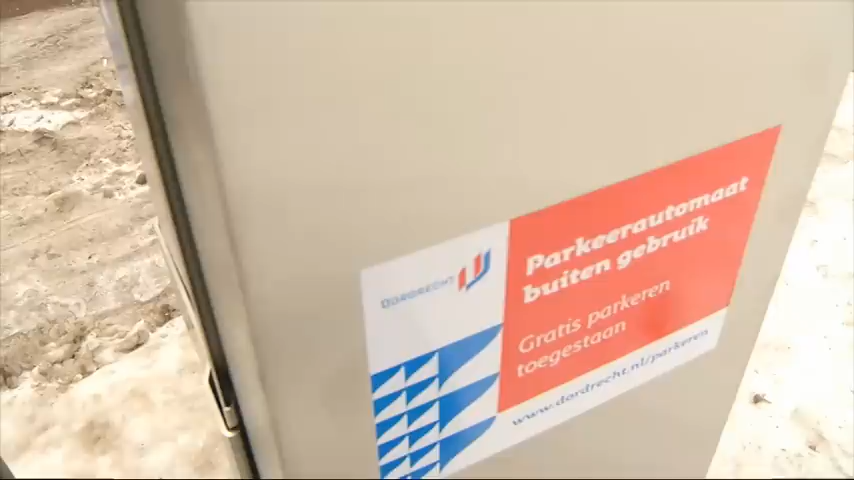 DORDRECHT
Parkeerautomaat
buiten gebruik
Gratis parkeren
toegestaan
www.dordrecht.nl/parkeren